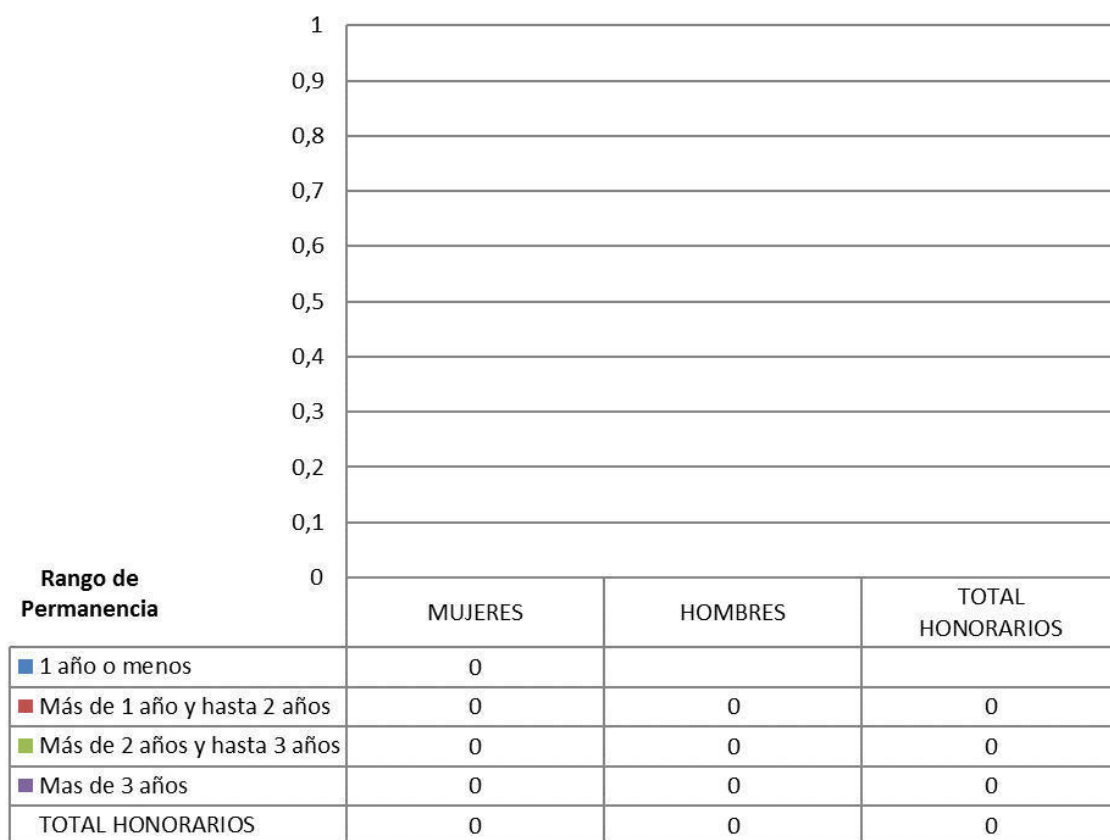 1
0,9
0,8
0,7
0,6
0,5
0,4
0,3
0,2
0,1
0
Rango de
Permanencia
MUJERES HOMBRES TOTAL
HONORARIOS
1 año o menos 0
Más de 1 año y hasta 2 años 0 0 0
Más de 2 años y hasta 3 años 0 0 0
Mas de 3 años 0 0 0
TOTAL HONORARIOS 0 0 0